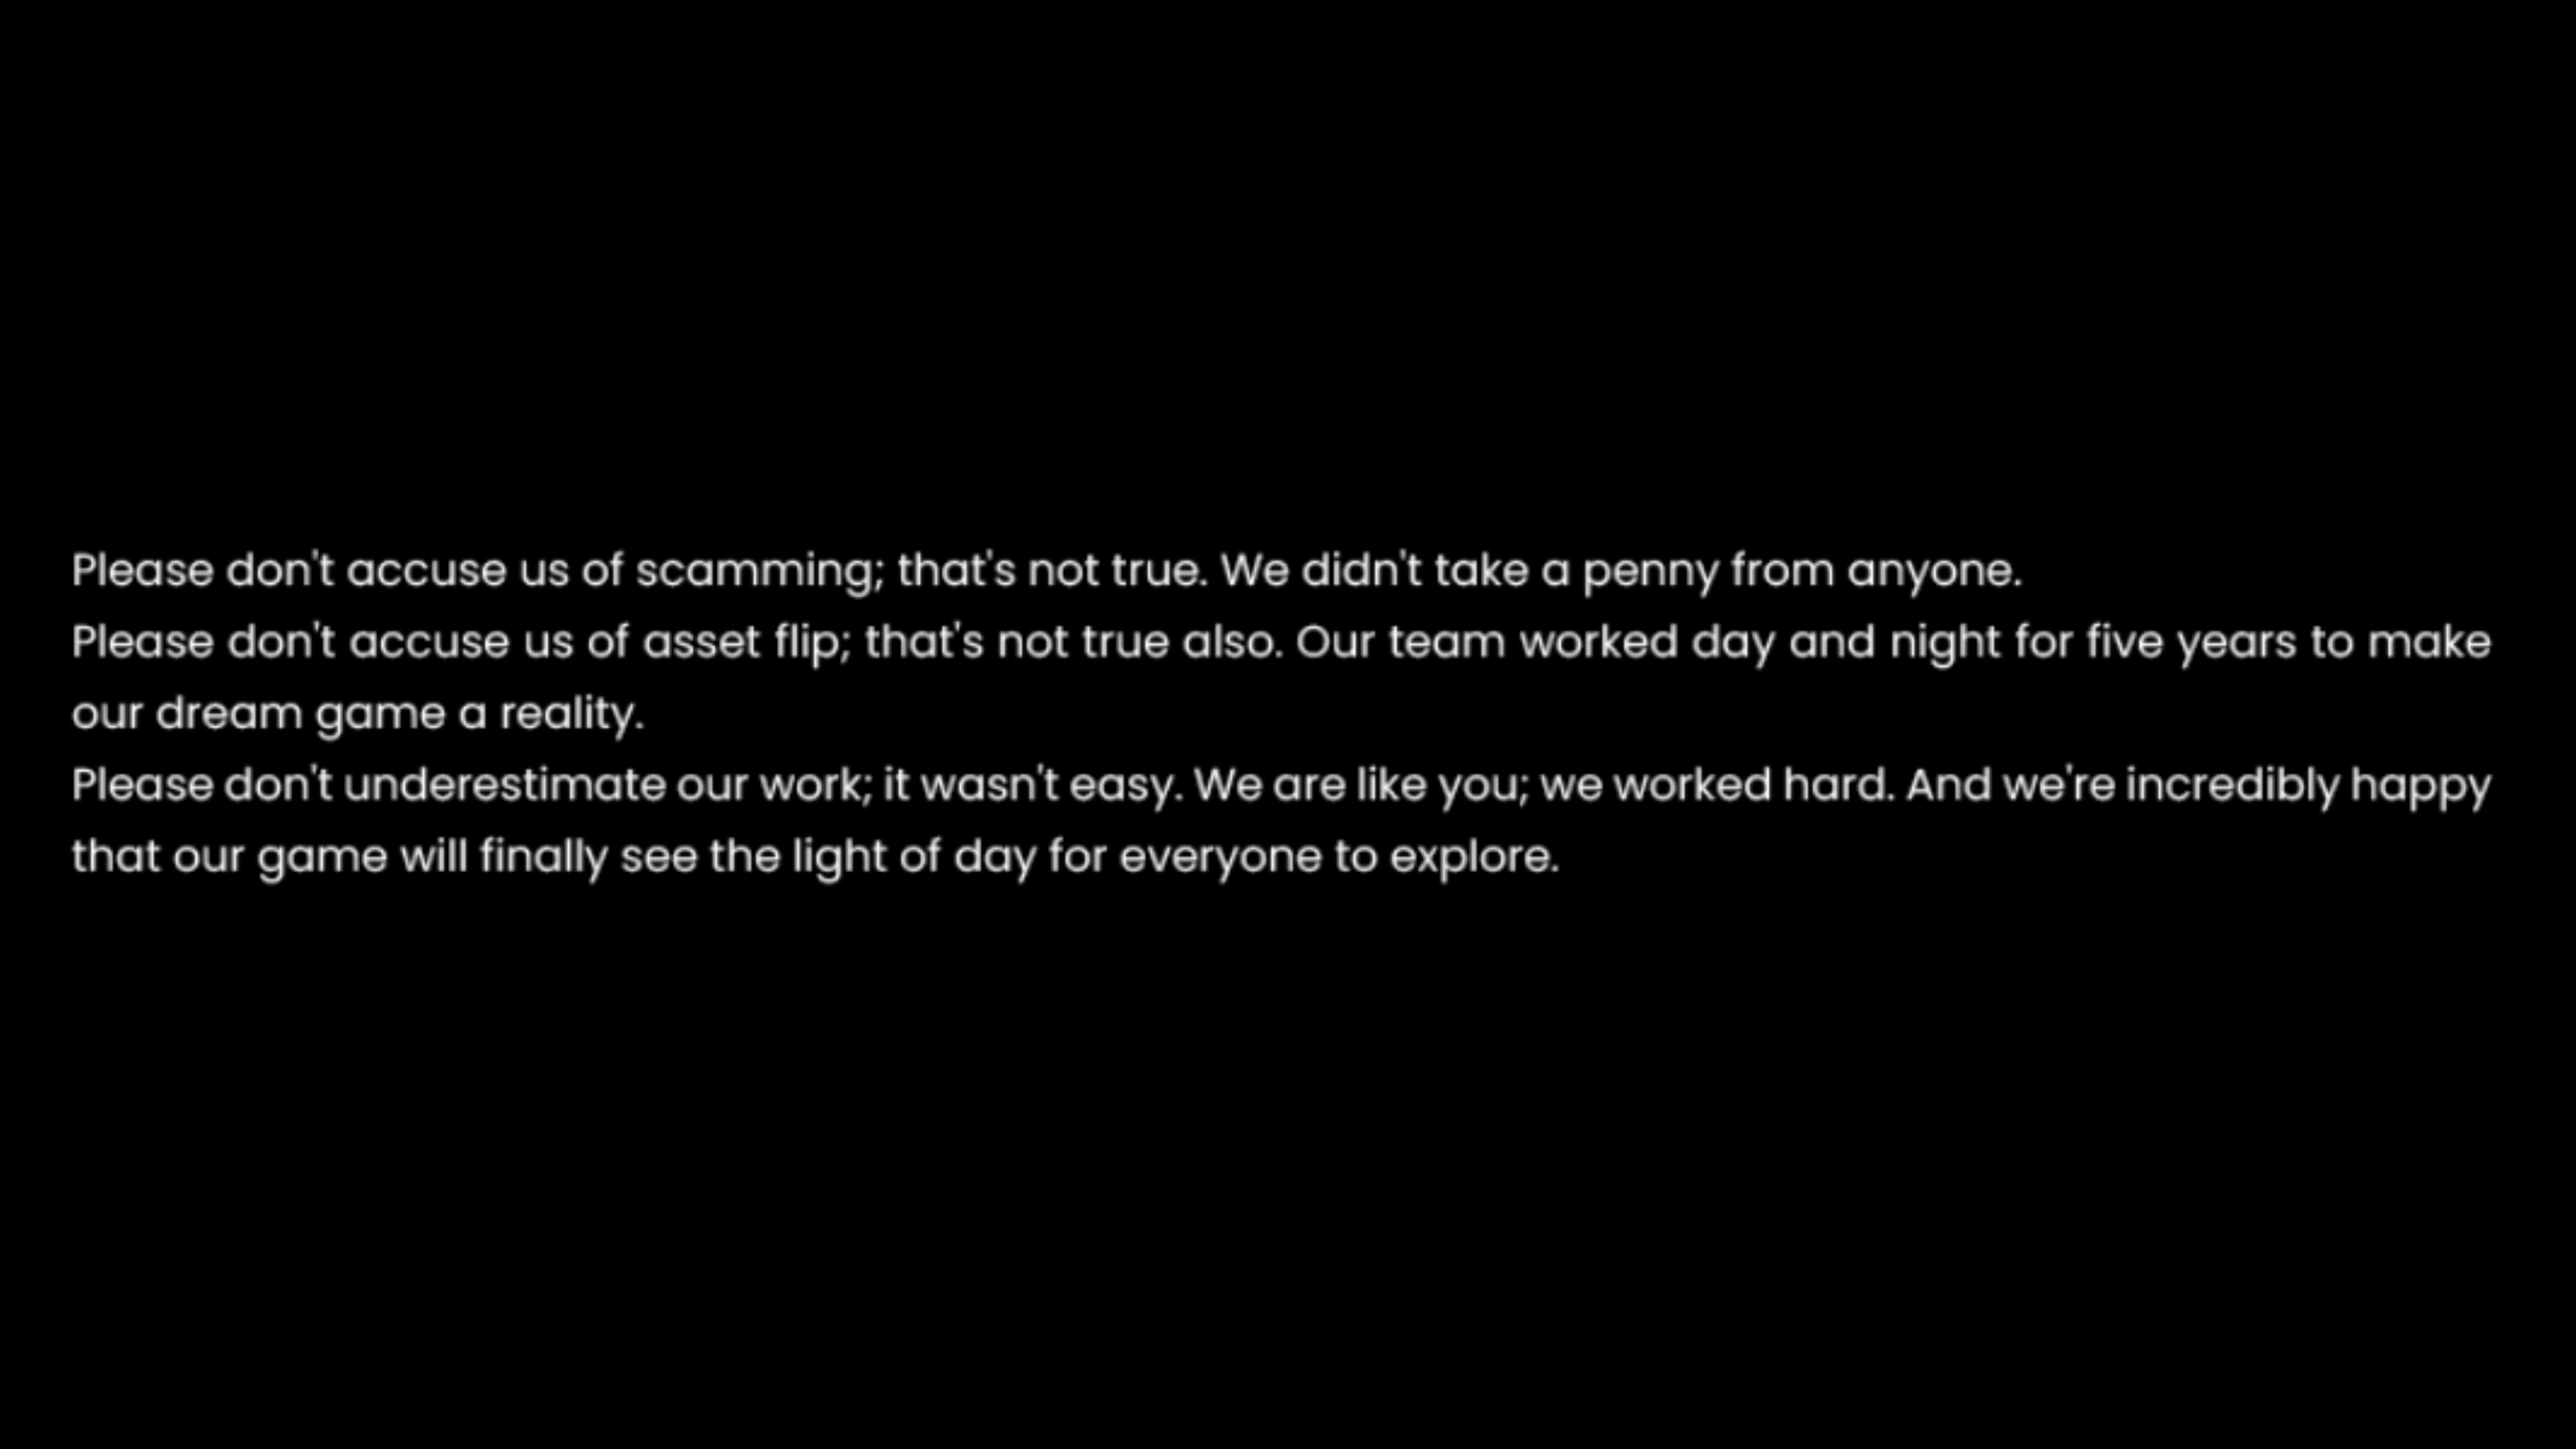 Please don't accuse us of scamming; that's not true. We didn't take a penny from anyone.
Please don't accuse us of asset flip; that's not true also. Our team worked day and night for five years to make
our dream game a reality.
Please don't underestimate our work; it wasn't easy. We are like you; we worked hard. And we're incredibly happy
that our game will finally see the light of day for everyone to explore.